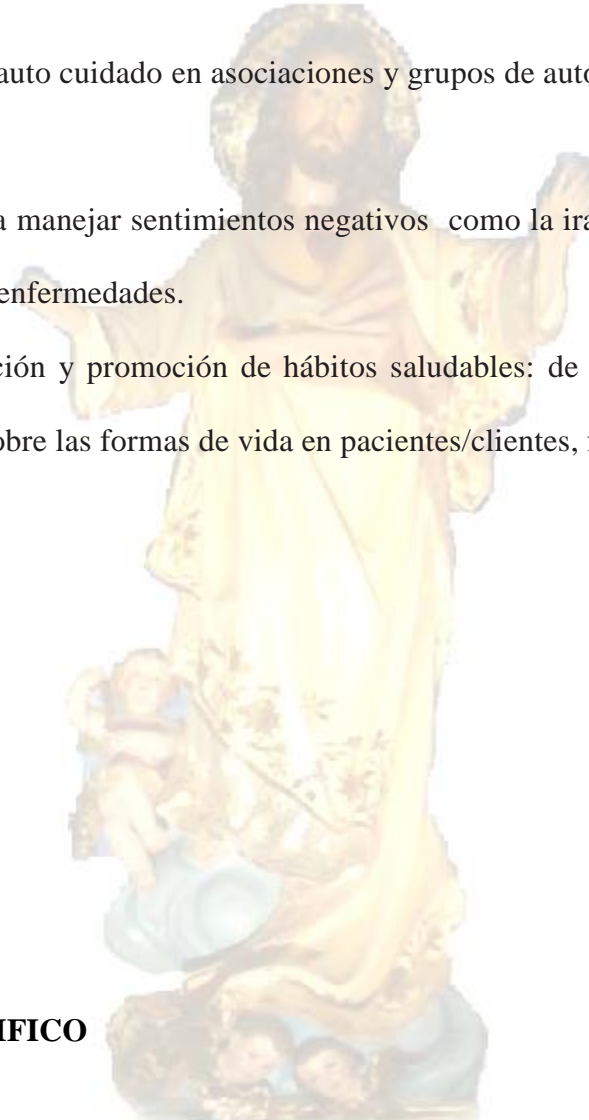 auto cuidado en asociaciones y grupos de auto
a manejar sentimientos negativos como la ira
enfermedades.
ción y promoción de hábitos saludables: de
obre las formas de vida en pacientes/clientes,
IFICO